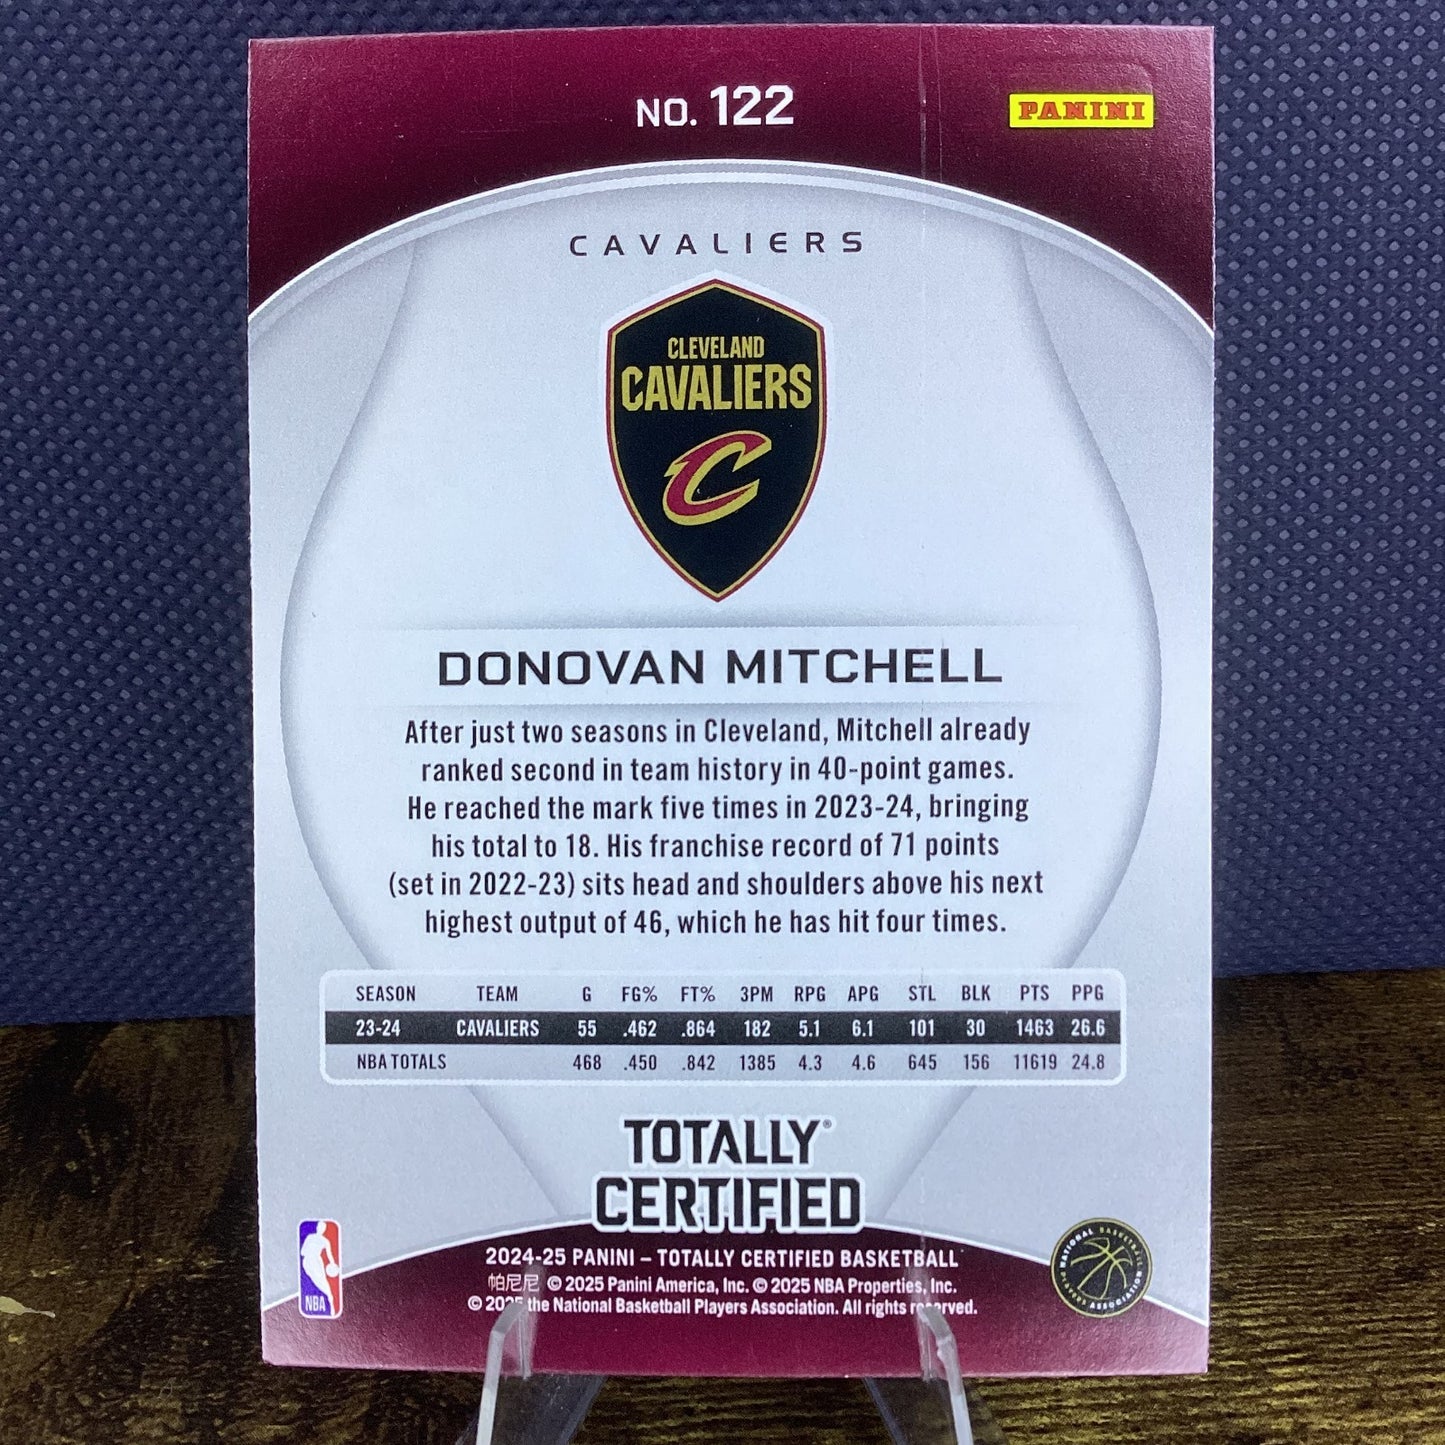 NO. 122
PANINI
CAVALIERS
CLEVELAND
CAVALIERS
C
DONOVAN MITCHELL
After just two seasons in Cleveland, Mitchell already
ranked second in team history in 40-point games.
He reached the mark five times in 2023-24, bringing
his total to 18. His franchise record of 71 points
(set in 2022-23) sits head and shoulders above his next
highest output of 46, which he has hit four times.
SEASON TEAM G FG% FT% 3PM RPG APG STL BLK PTS PPG
23-24 CAVALIERS 55 .462 .864 182 5.1 6.1 101 30 1463 26.6
NBA TOTALS 468 .450 .842 1385 4.3 4.6 645 156 11619 24.8
TOTALLY®
CERTIFIED
2024-25 PANINI – TOTALLY CERTIFIED BASKETBALL
帕尼尼 © 2025 Panini America, Inc. © 2025 NBA Properties, Inc.
© 2025 the National Basketball Players Association. All rights reserved.
NBA
NATIONAL BASKETBALL PLAYERS ASSOCIATION